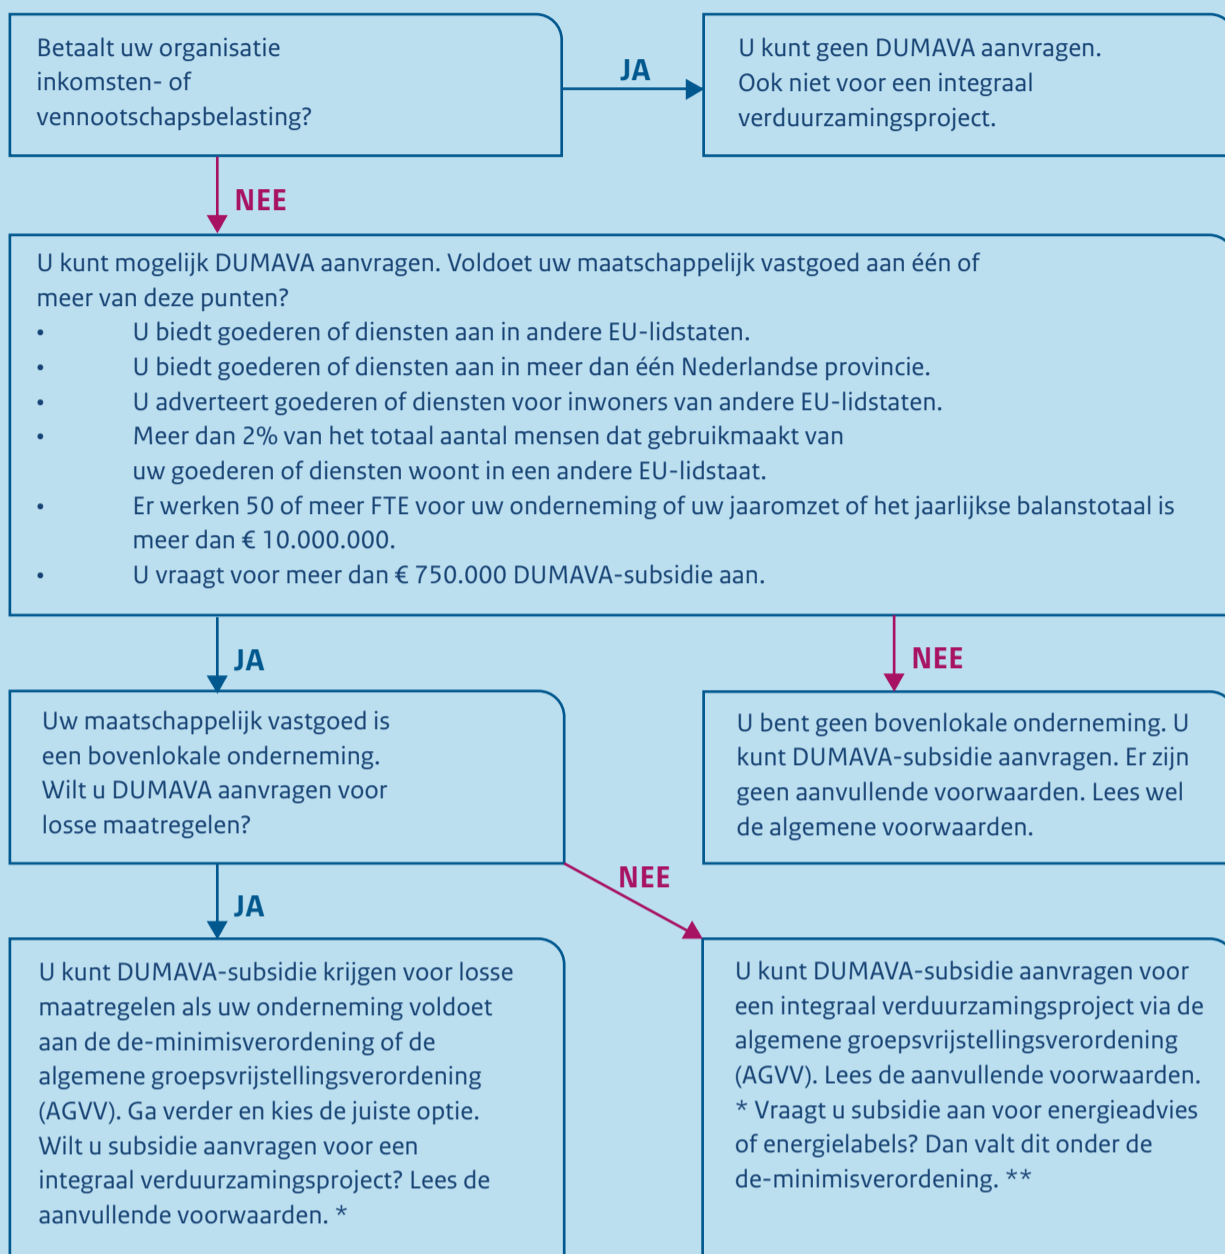 Betaalt uw organisatie
inkomsten- of
vennootschapsbelasting?
JA
U kunt geen DUMAVA aanvragen.
Ook niet voor een integraal
verduurzamingsproject.
NEE
U kunt mogelijk DUMAVA aanvragen. Voldoet uw maatschappelijk vastgoed aan één of
meer van deze punten?
• U biedt goederen of diensten aan in andere EU-lidstaten.
• U biedt goederen of diensten aan in meer dan één Nederlandse provincie.
• U adverteert goederen of diensten voor inwoners van andere EU-lidstaten.
• Meer dan 2% van het totaal aantal mensen dat gebruikmaakt van
uw goederen of diensten woont in een andere EU-lidstaat.
• Er werken 50 of meer FTE voor uw onderneming of uw jaaromzet of het jaarlijkse balanstotaal is
meer dan € 10.000.000.
• U vraagt voor meer dan € 750.000 DUMAVA-subsidie aan.
JA
NEE
Uw maatschappelijk vastgoed is
een bovenlokale onderneming.
Wilt u DUMAVA aanvragen voor
losse maatregelen?
U bent geen bovenlokale onderneming. U
kunt DUMAVA-subsidie aanvragen. Er zijn
geen aanvullende voorwaarden. Lees wel
de algemene voorwaarden.
JA
NEE
U kunt DUMAVA-subsidie krijgen voor losse
maatregelen als uw onderneming voldoet
aan de de-minimisverordening of de
algemene groepsvrijstellingsverordening
(AGVV). Ga verder en kies de juiste optie.
Wilt u subsidie aanvragen voor een
integraal verduurzamingsproject? Lees de
aanvullende voorwaarden. *
U kunt DUMAVA-subsidie aanvragen voor
een integraal verduurzamingsproject via de
algemene groepsvrijstellingsverordening
(AGVV). Lees de aanvullende voorwaarden.
* Vraagt u subsidie aan voor energieadvies
of energielabels? Dan valt dit onder de
de-minimisverordening. **